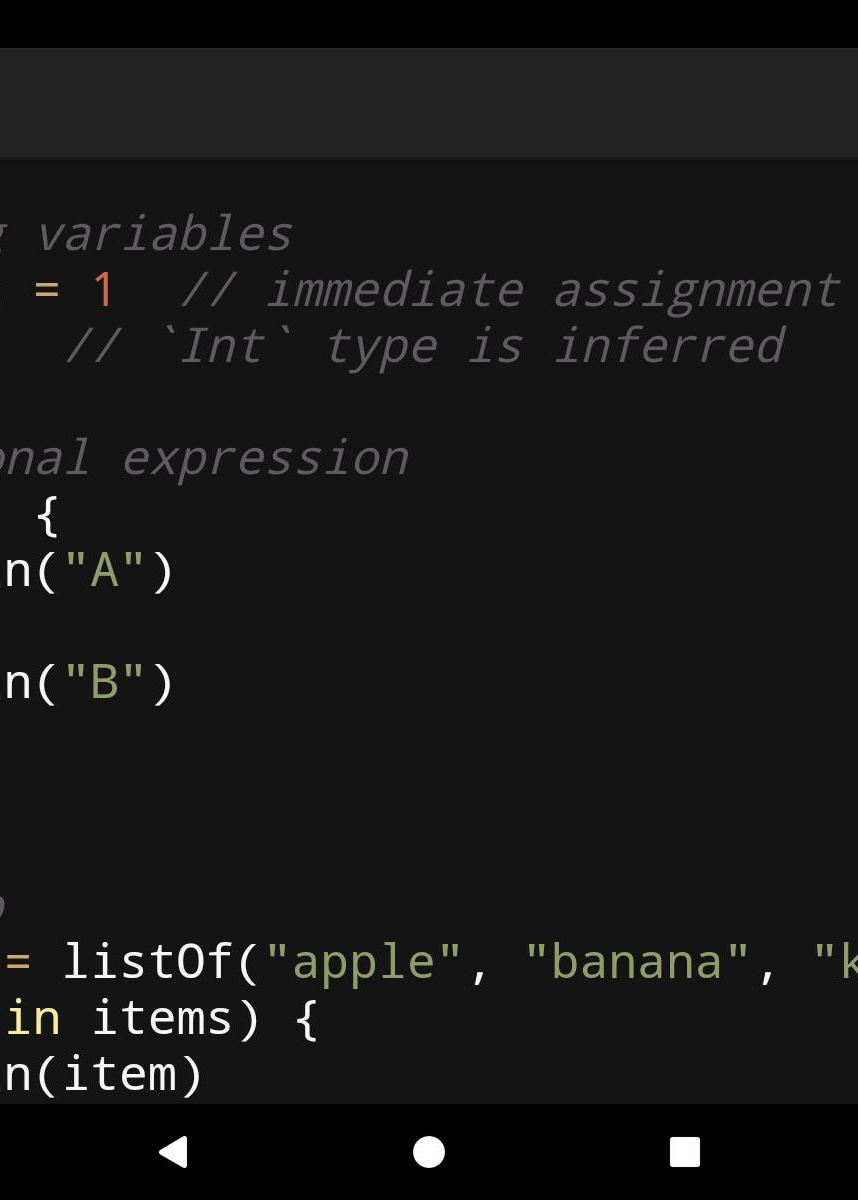 variables
= 1 // immediate assignment
// `Int` type is inferred
onal expression
{
n("A")
n("B")
= listOf("apple", "banana", "k
in items) {
n(item)